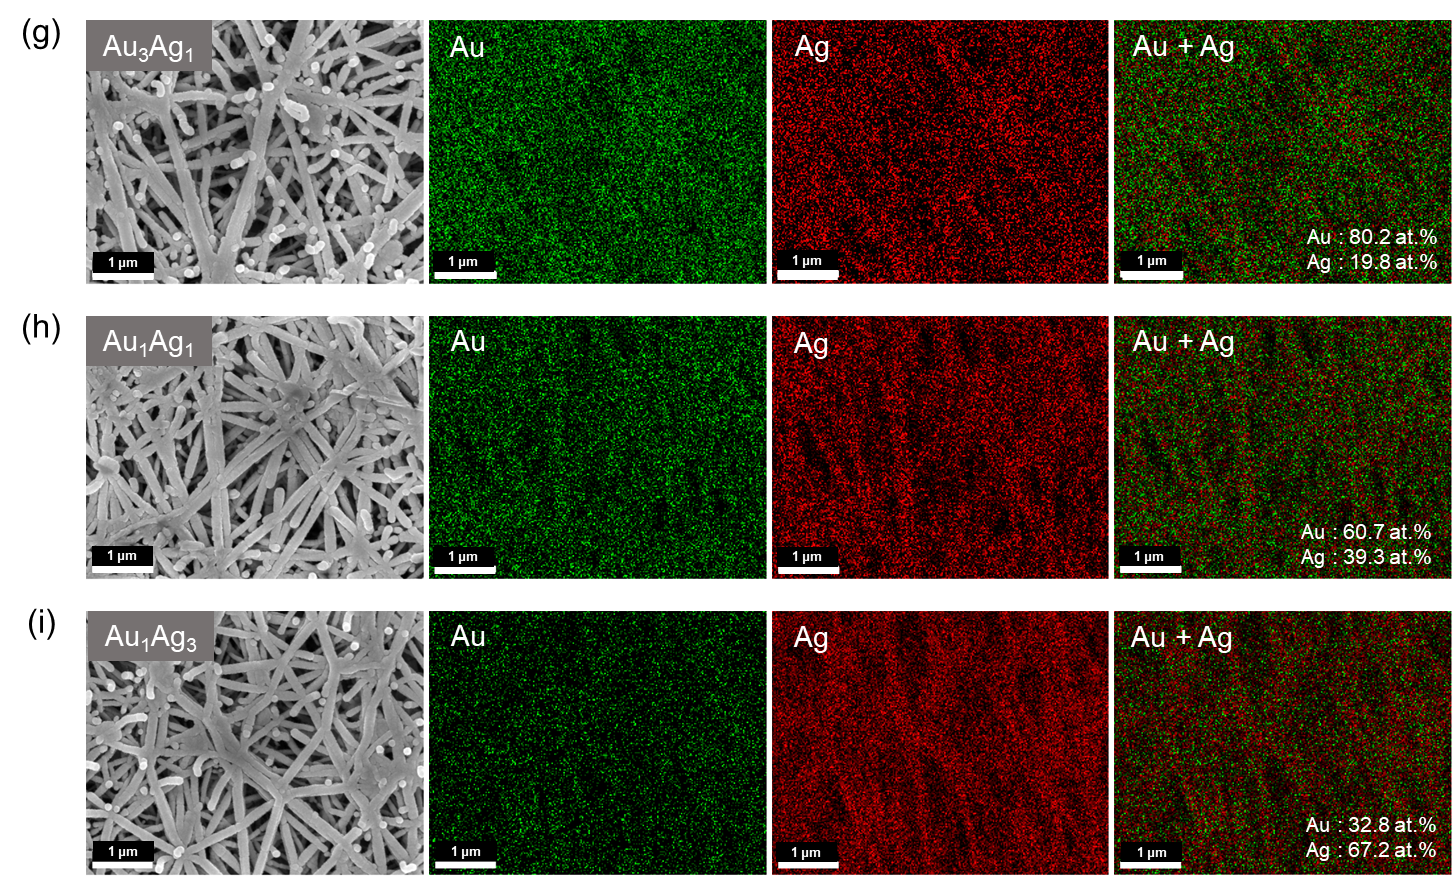 (g)
Au₃Ag₁
Au
Ag
Au + Ag
Au : 80.2 at.%
Ag : 19.8 at.%
1 µm
1 µm
1 µm
1 µm
(h)
Au₁Ag₁
Au
Ag
Au + Ag
Au : 60.7 at.%
Ag : 39.3 at.%
1 µm
1 µm
1 µm
1 µm
(i)
Au₁Ag₃
Au
Ag
Au + Ag
Au : 32.8 at.%
Ag : 67.2 at.%
1 µm
1 µm
1 µm
1 µm